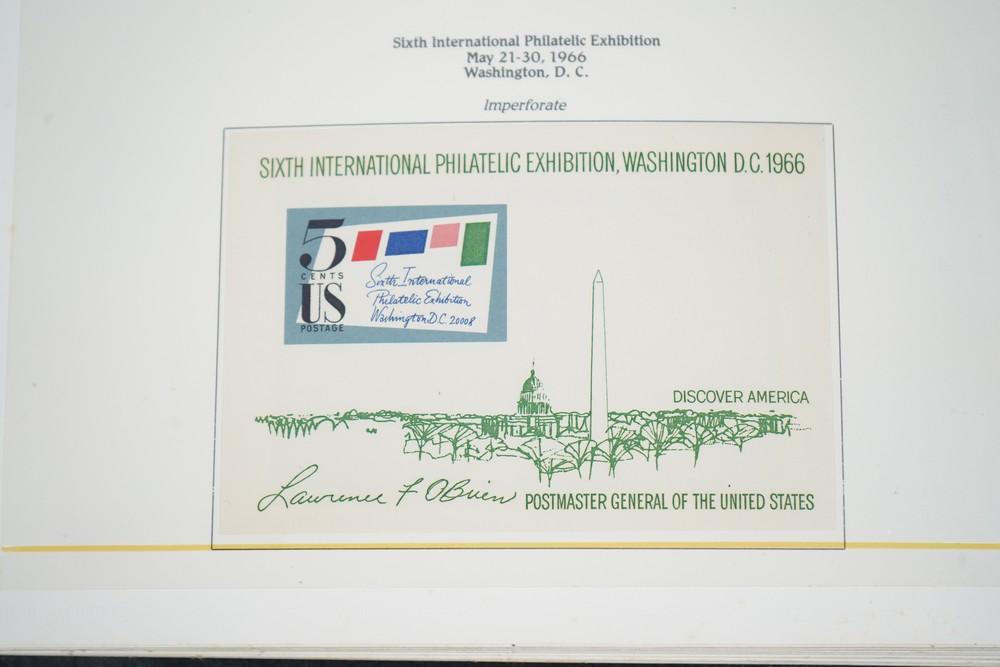 Sixth International Philatelic Exhibition
May 21-30, 1966
Washington, D. C.
Imperforate
SIXTH INTERNATIONAL PHILATELIC EXHIBITION, WASHINGTON D.C. 1966
5
CENTS
US
POSTAGE
Sixth International
Philatelic Exhibition
Washington D.C. 20008
DISCOVER AMERICA
Lawrence F O'Brien
POSTMASTER GENERAL OF THE UNITED STATES